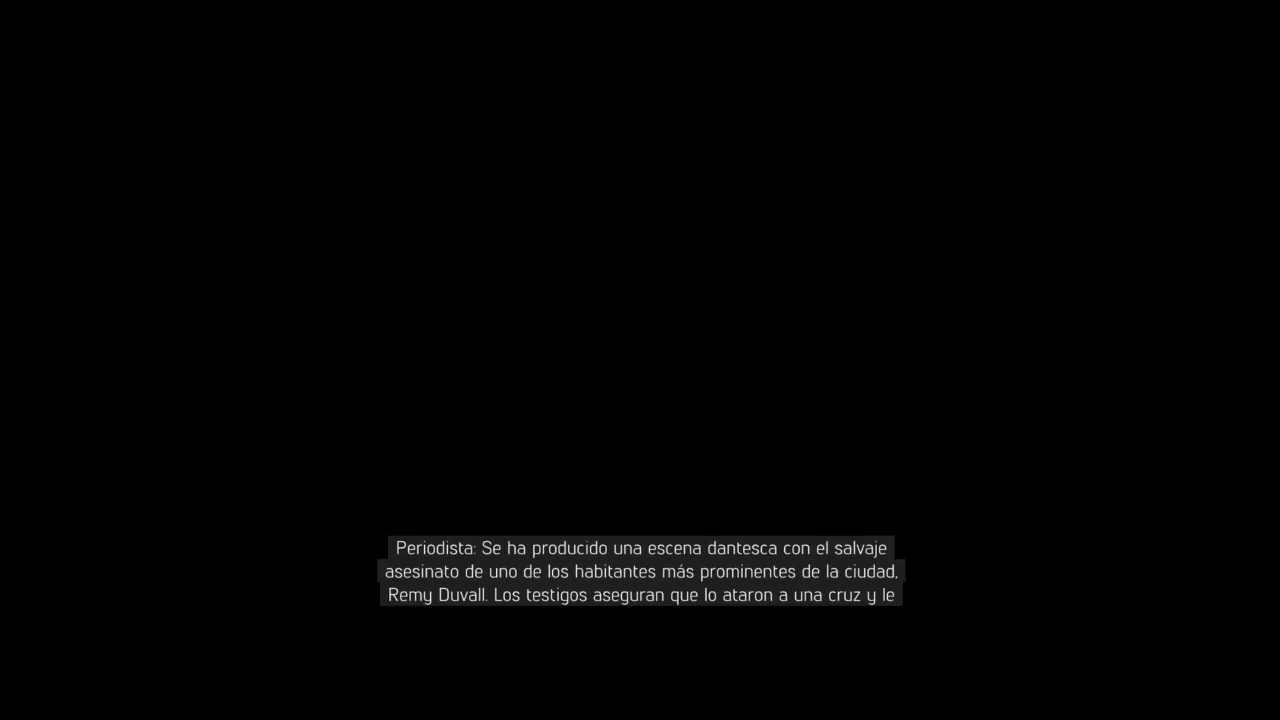 Periodista: Se ha producido una escena dantesca con el salvaje
asesinato de uno de los habitantes más prominentes de la ciudad,
Remy Duvall. Los testigos aseguran que lo ataron a una cruz y le